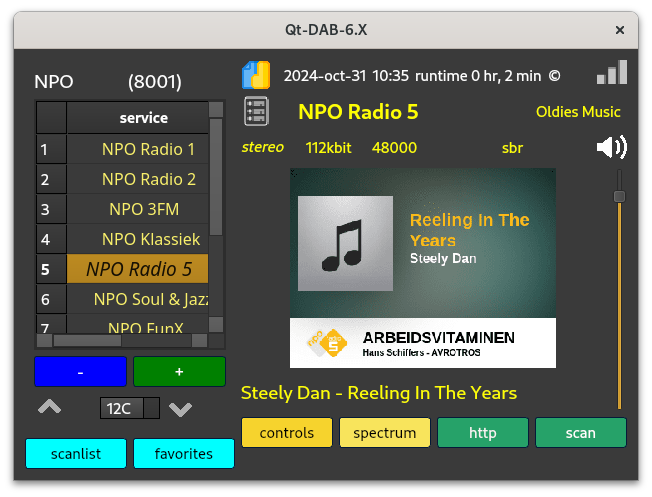 Qt-DAB-6.X
×
NPO (8001)
service
1 NPO Radio 1
2 NPO Radio 2
3 NPO 3FM
4 NPO Klassiek
5 NPO Radio 5
6 NPO Soul & Jazz
7 NPO FunX
-
+
12C
scanlist
favorites
2024-oct-31 10:35 runtime 0 hr, 2 min ©
NPO Radio 5
Oldies Music
stereo 112kbit 48000 sbr
Reeling In The
Years
Steely Dan
5
ARBEIDSVITAMINEN
Hans Schiffers - AVROTROS
Steely Dan - Reeling In The Years
controls
spectrum
http
scan